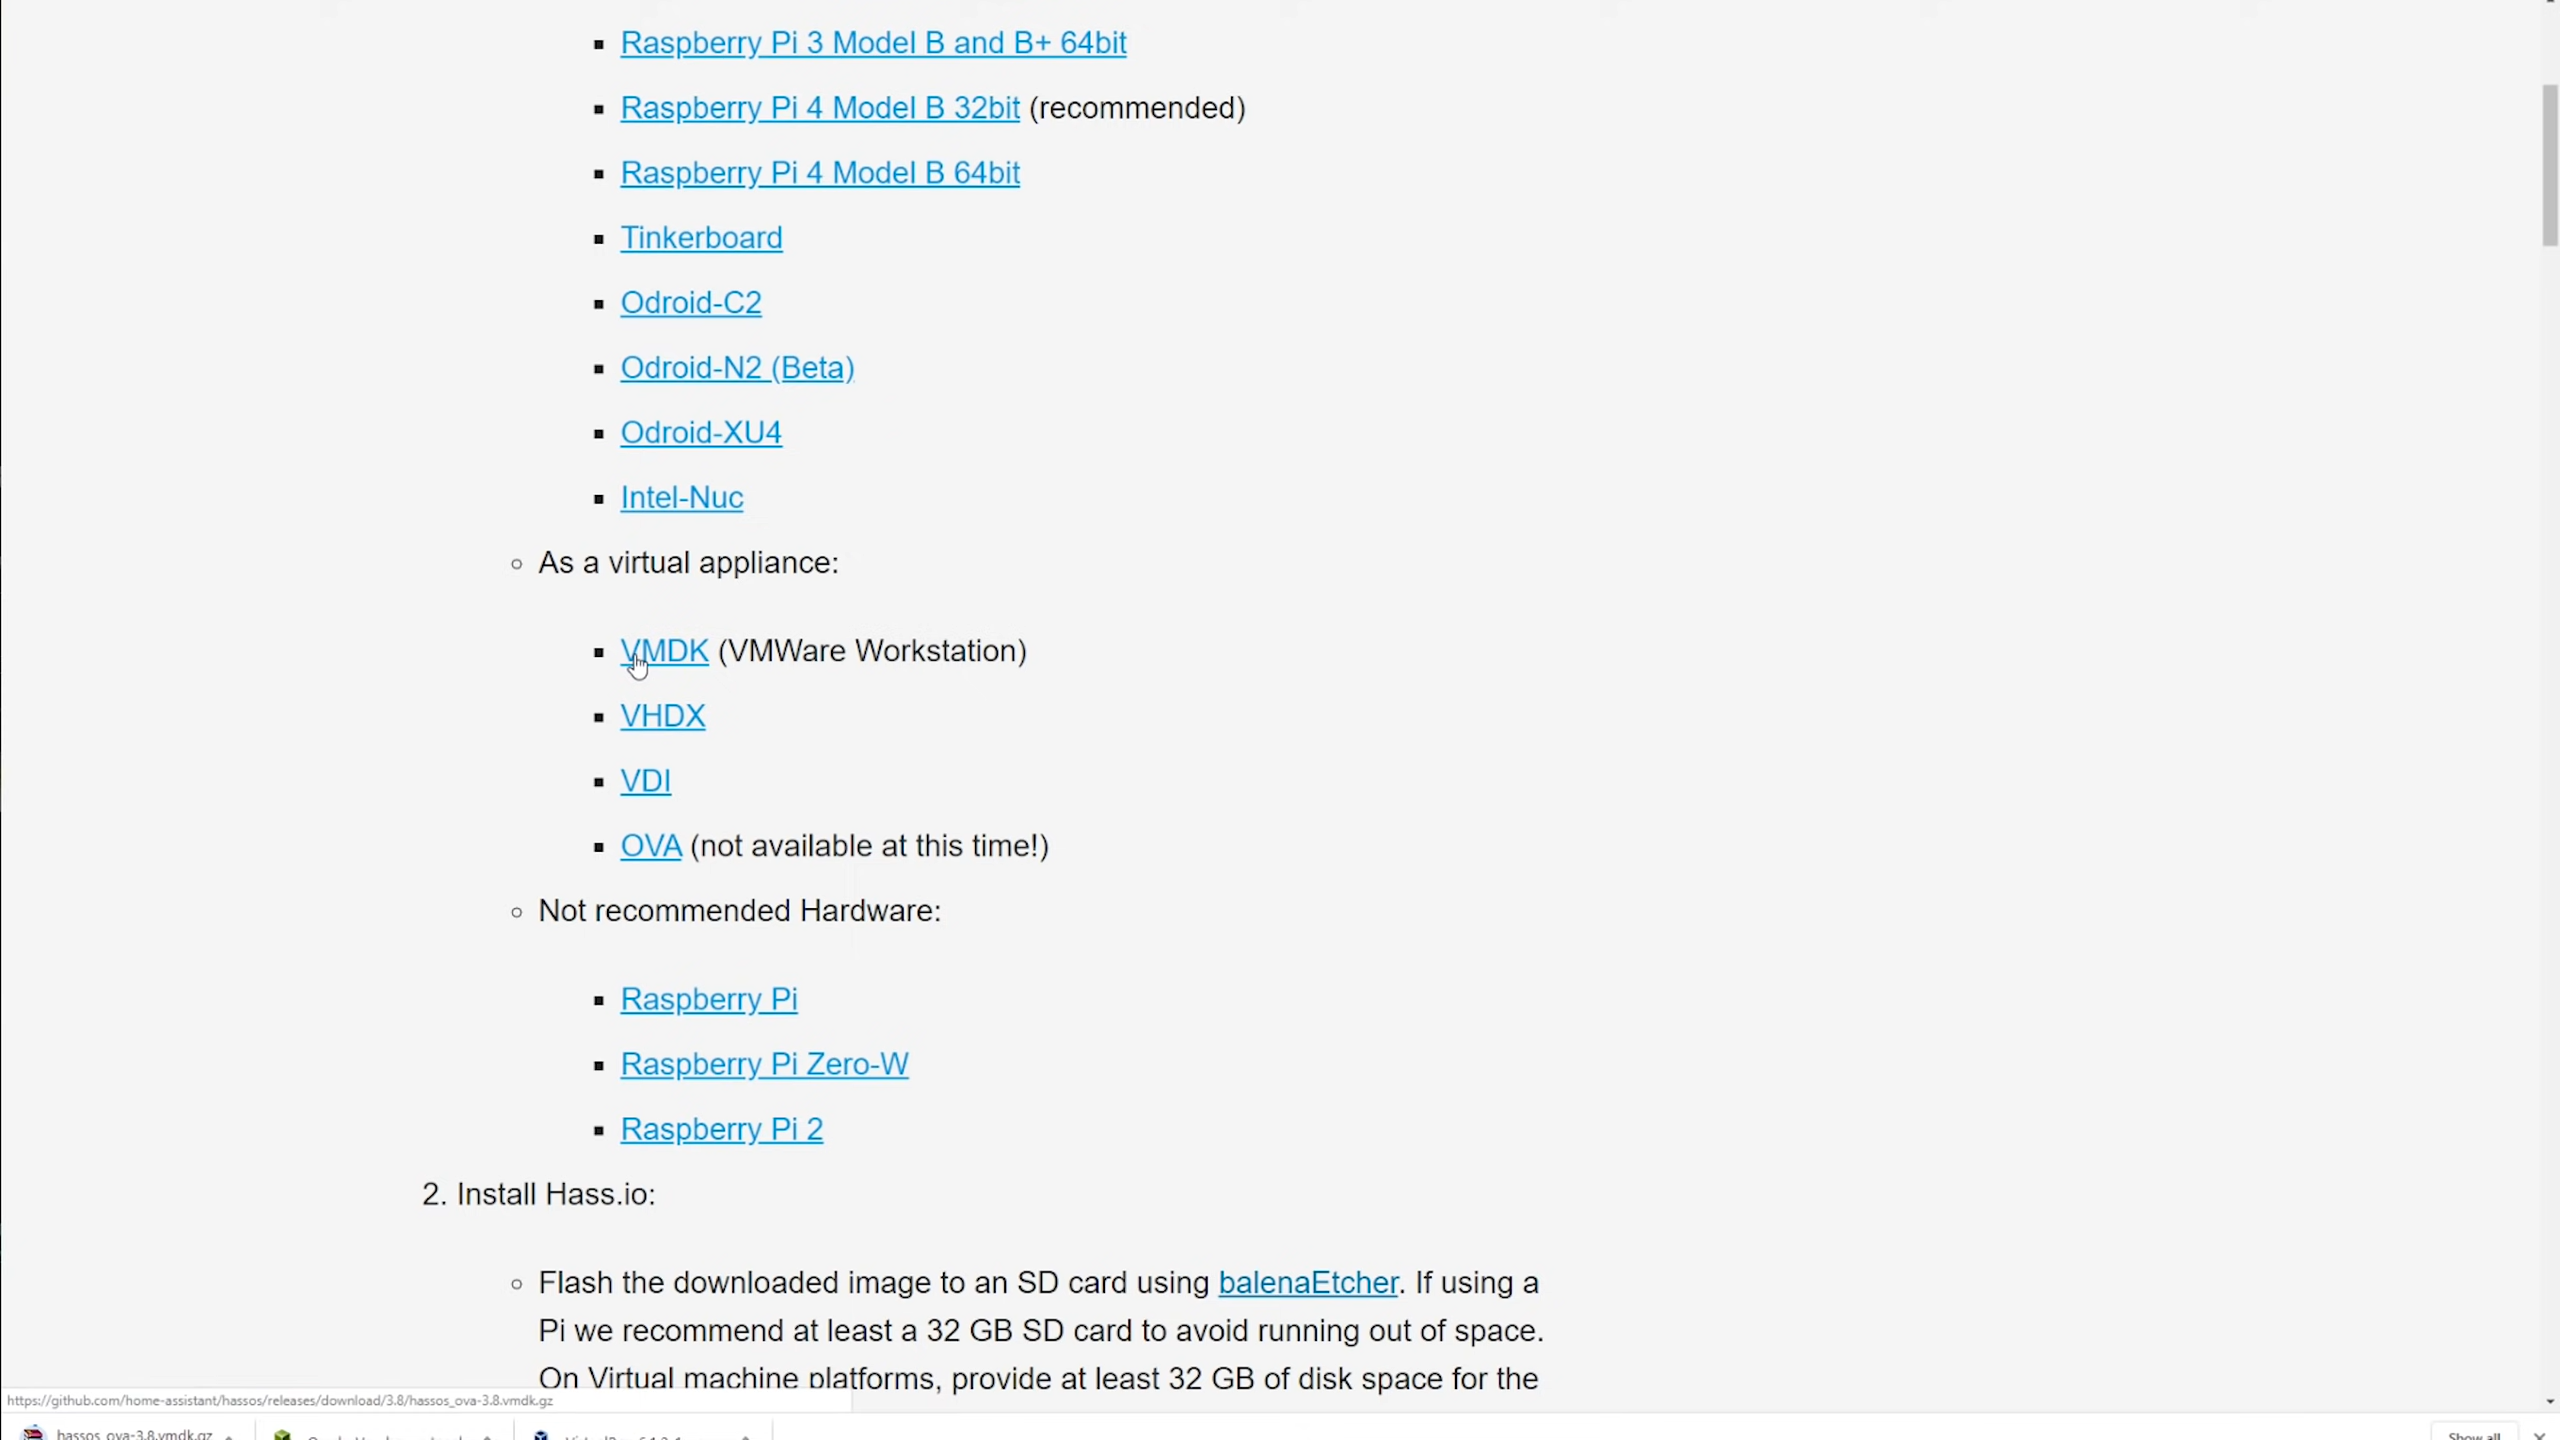 Raspberry Pi 3 Model B and B+ 64bit
Raspberry Pi 4 Model B 32bit (recommended)
Raspberry Pi 4 Model B 64bit
Tinkerboard
Odroid-C2
Odroid-N2 (Beta)
Odroid-XU4
Intel-Nuc
As a virtual appliance:
VMDK (VMWare Workstation)
VHDX
VDI
OVA (not available at this time!)
Not recommended Hardware:
Raspberry Pi
Raspberry Pi Zero-W
Raspberry Pi 2
2. Install Hass.io:
Flash the downloaded image to an SD card using balenaEtcher. If using a
Pi we recommend at least a 32 GB SD card to avoid running out of space.
On Virtual machine platforms, provide at least 32 GB of disk space for the
https://github.com/home-assistant/hassos/releases/download/3.8/hassos_ova-3.8.vmdk.gz
hassos_ova-3.8.vmdk.gz
Show all